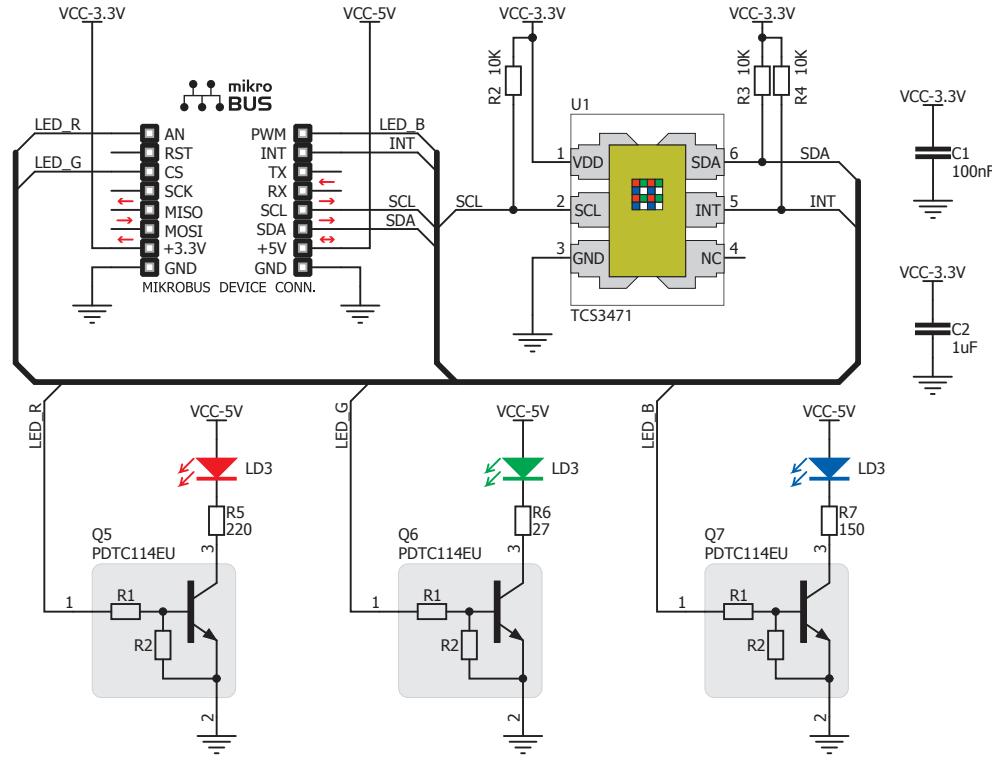 VCC-3.3V
VCC-5V
VCC-3.3V
VCC-3.3V
mikro
BUS
R2 10K
R3 10K
R4 10K
U1
VCC-3.3V
C1
100nF
LED_R
AN
PWM
LED_B
RST
INT
INT
LED_G
CS
TX
SCK
RX
MISO
SCL
SCL
MOSI
SDA
SDA
+3.3V
+5V
GND
GND
MIKROBUS DEVICE CONN.
1
VDD
SDA
6
SDA
SCL
2
SCL
INT
5
INT
3
GND
NC
4
TCS3471
VCC-3.3V
C2
1uF
LED_R
VCC-5V
LD3
R5
220
Q5
PDTC114EU
3
1
R1
R2
2
LED_G
VCC-5V
LD3
R6
27
Q6
PDTC114EU
3
1
R1
R2
2
LED_B
VCC-5V
LD3
R7
150
Q7
PDTC114EU
3
1
R1
R2
2